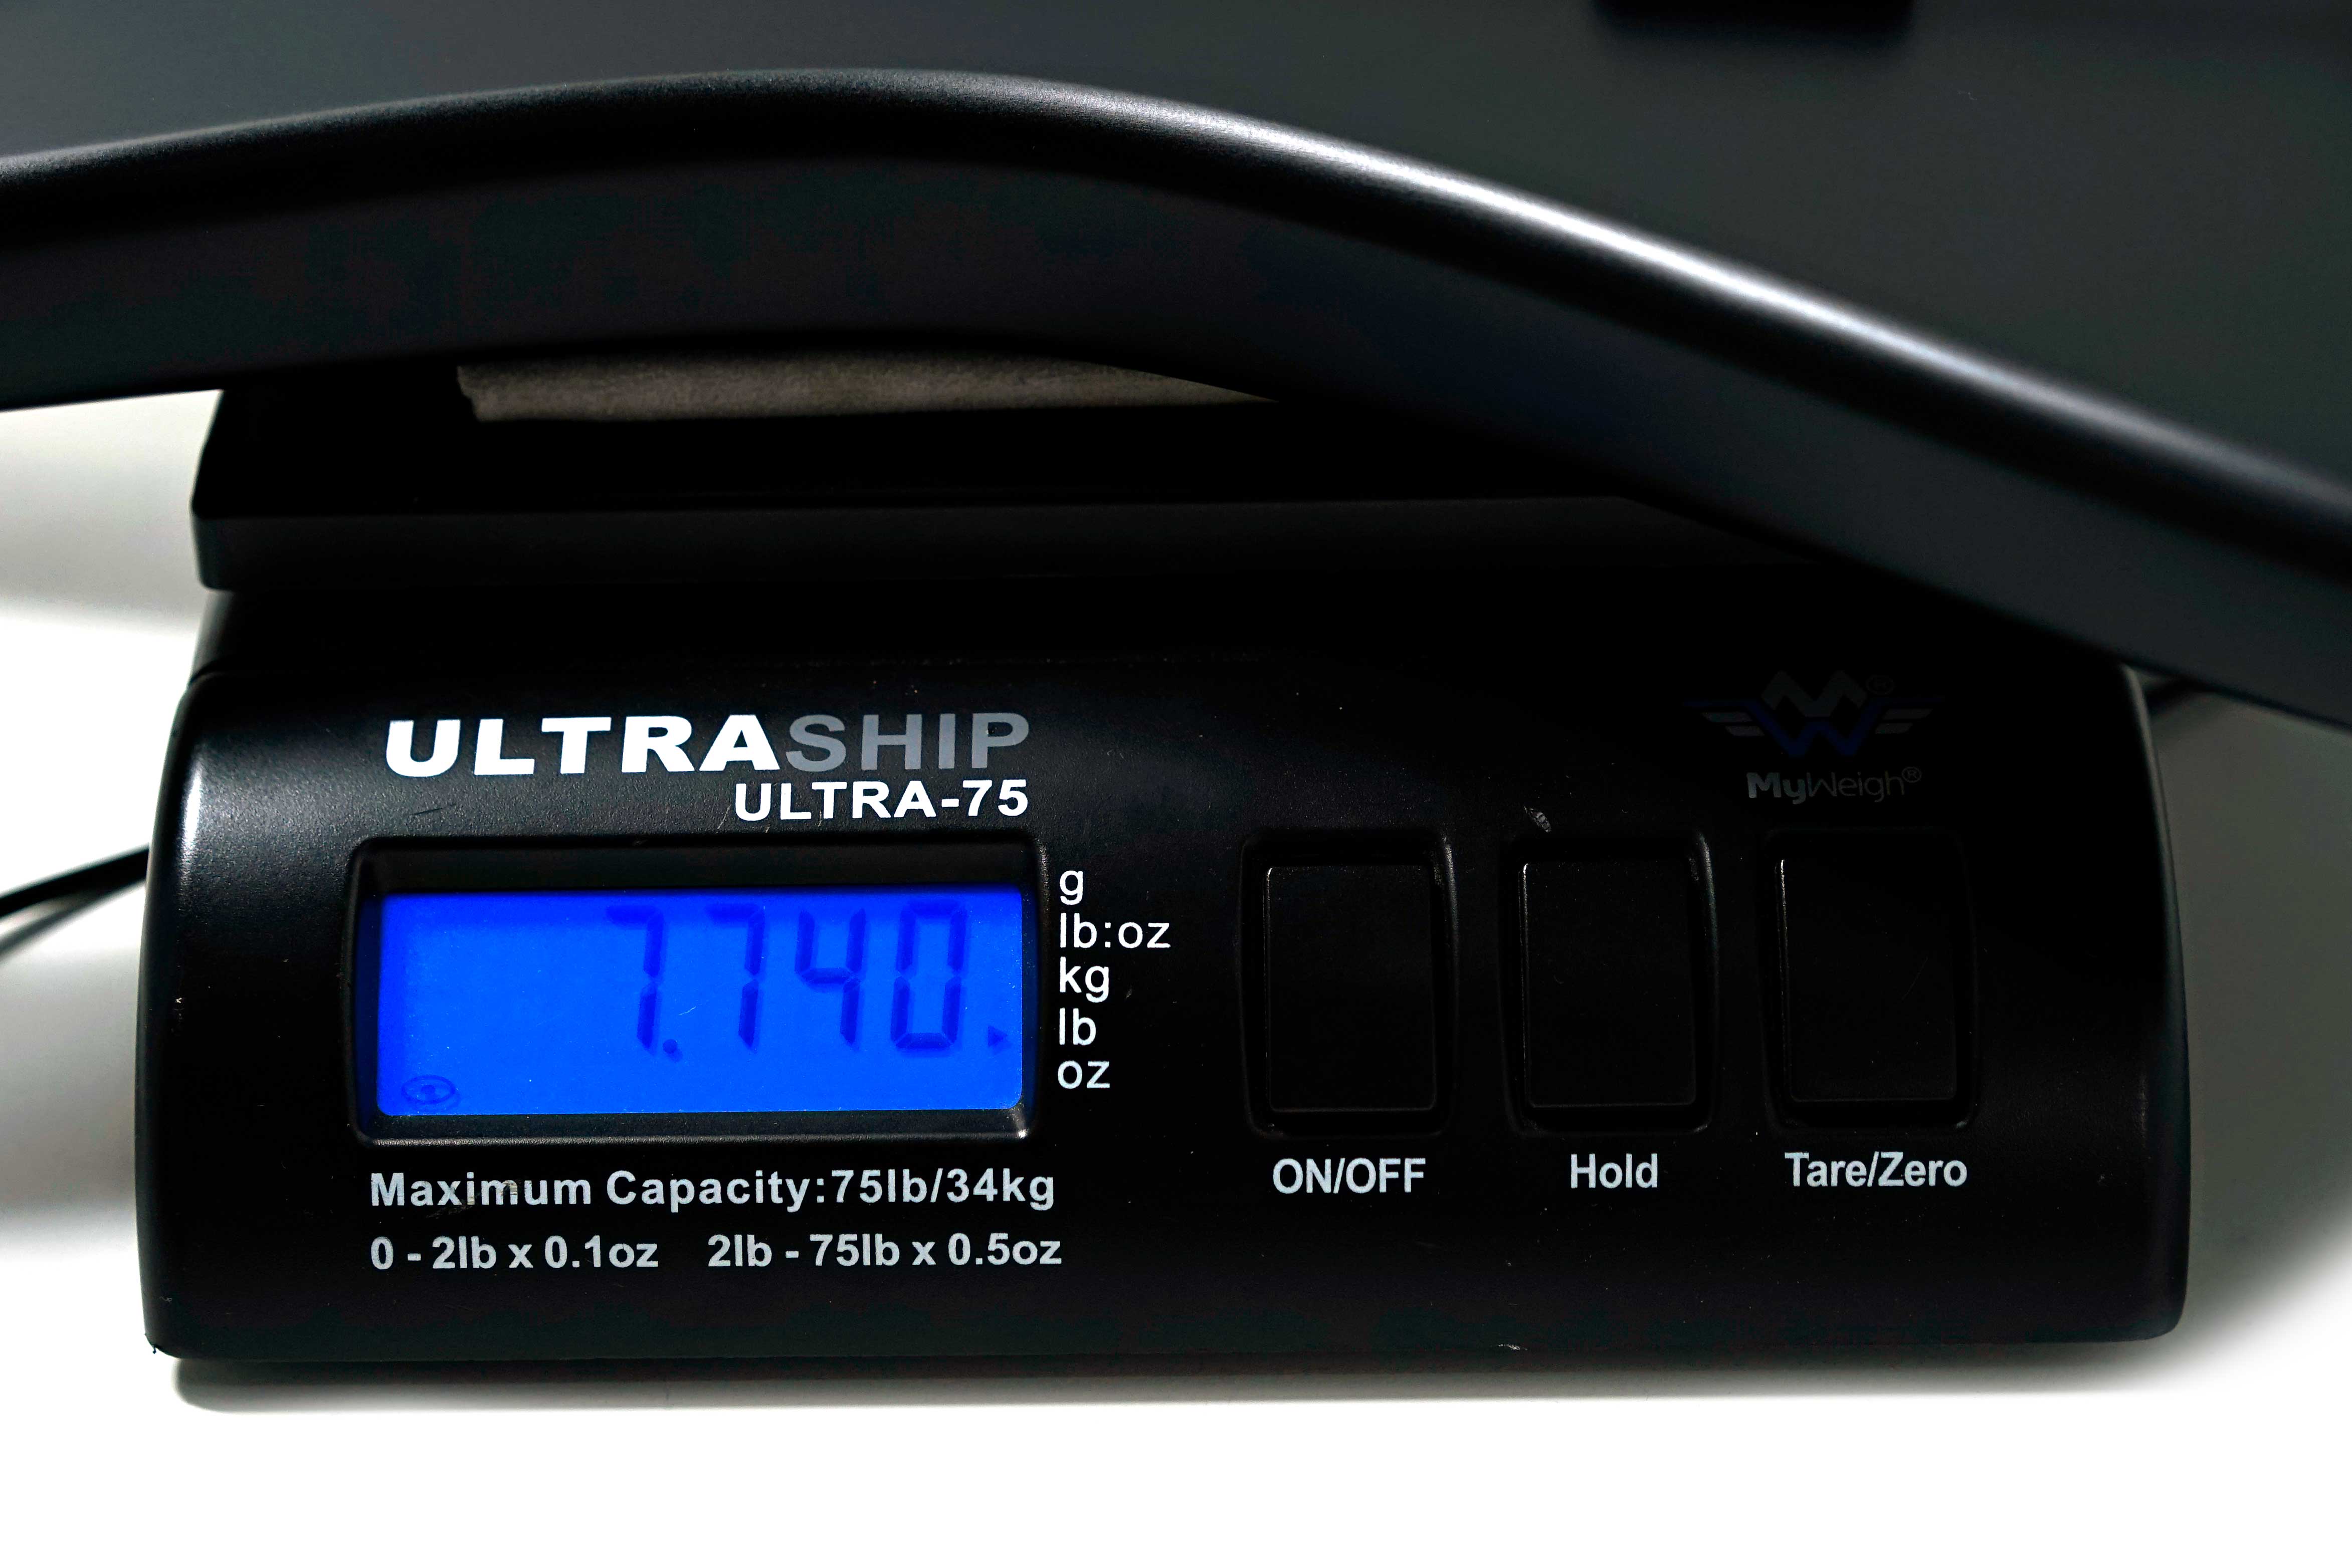 ULTRASHIP
ULTRA-75
7.740
g
lb:oz
kg
lb
oz
MyWeigh®
ON/OFF
Hold
Tare/Zero
Maximum Capacity:75lb/34kg
0 - 2lb x 0.1oz 2lb - 75lb x 0.5oz